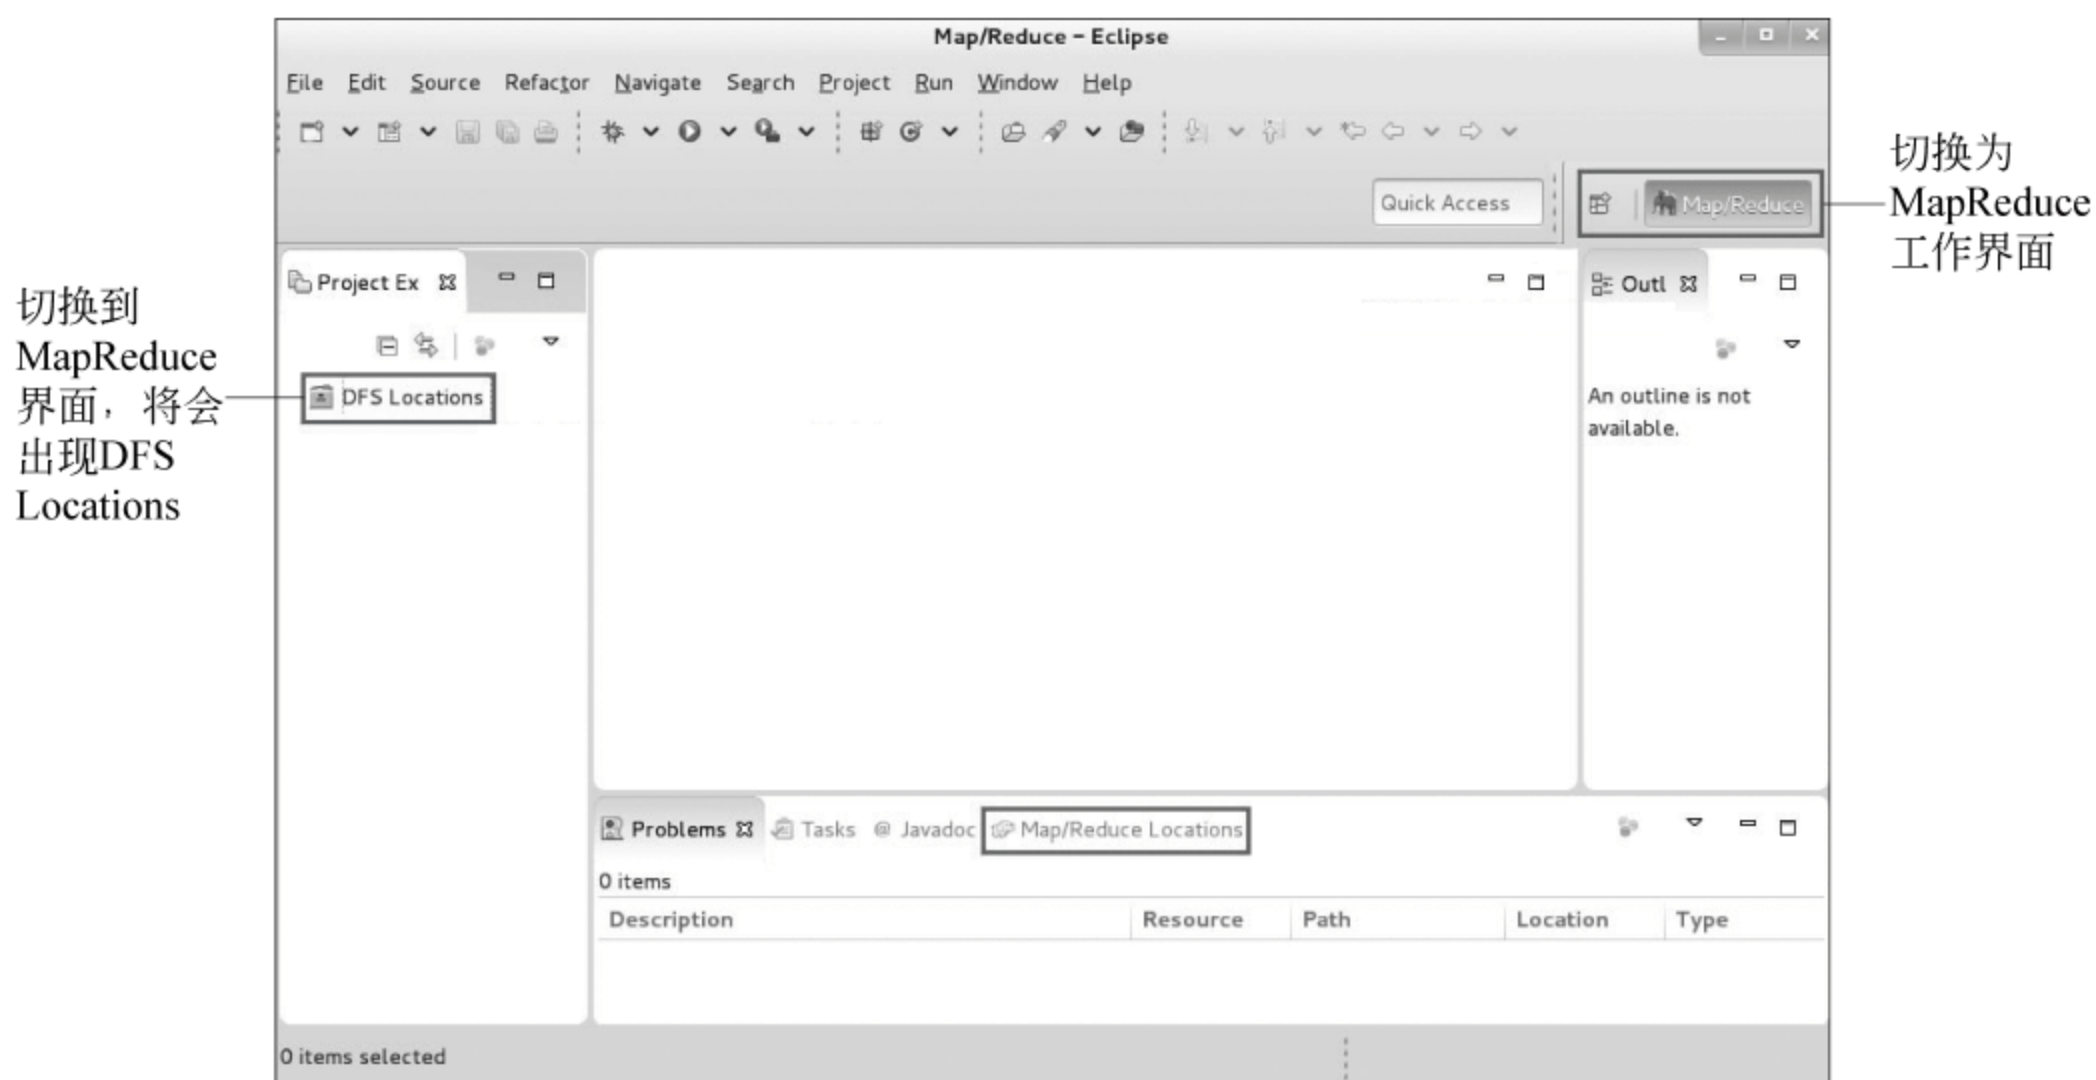 Map/Reduce – Eclipse
File Edit Source Refactor Navigate Search Project Run Window Help
Quick Access
Map/Reduce
切换为
MapReduce
工作界面
切换到
MapReduce
界面，将会
出现DFS
Locations
Project Ex
DFS Locations
Outl
An outline is not
available.
Problems Tasks @ Javadoc Map/Reduce Locations
0 items
Description Resource Path Location Type
0 items selected